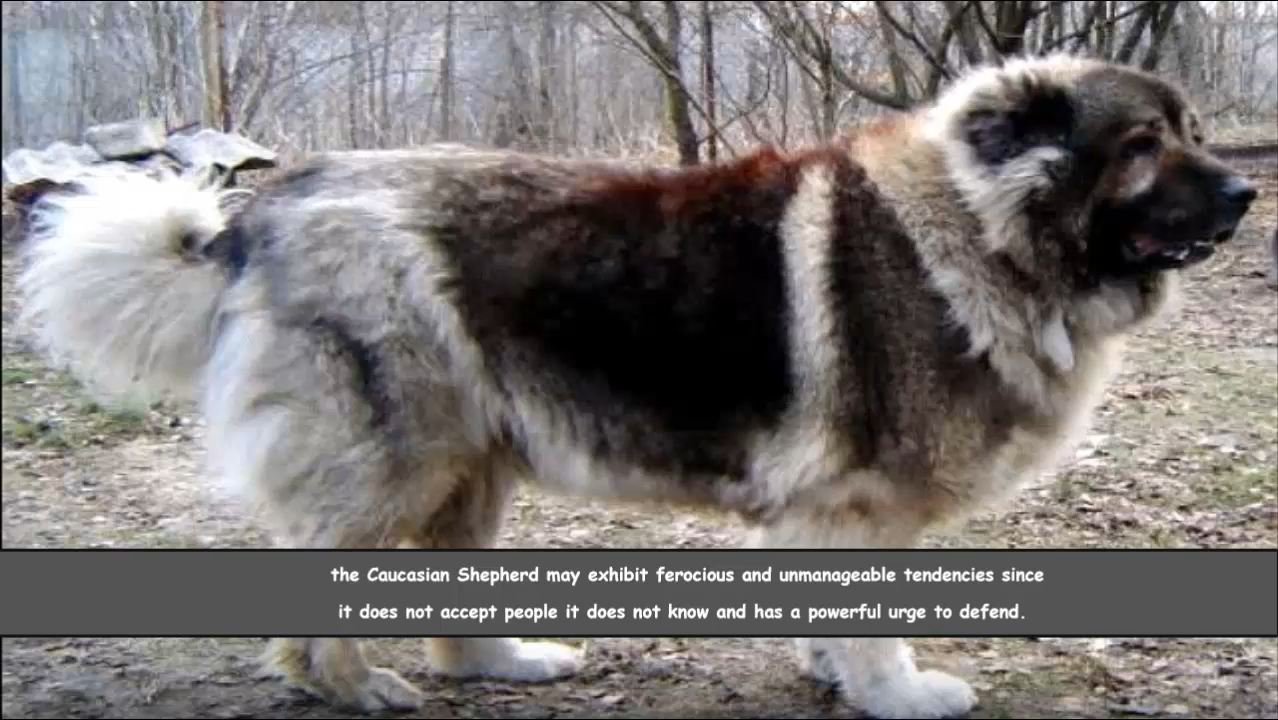 the Caucasian Shepherd may exhibit ferocious and unmanageable tendencies since
it does not accept people it does not know and has a powerful urge to defend.